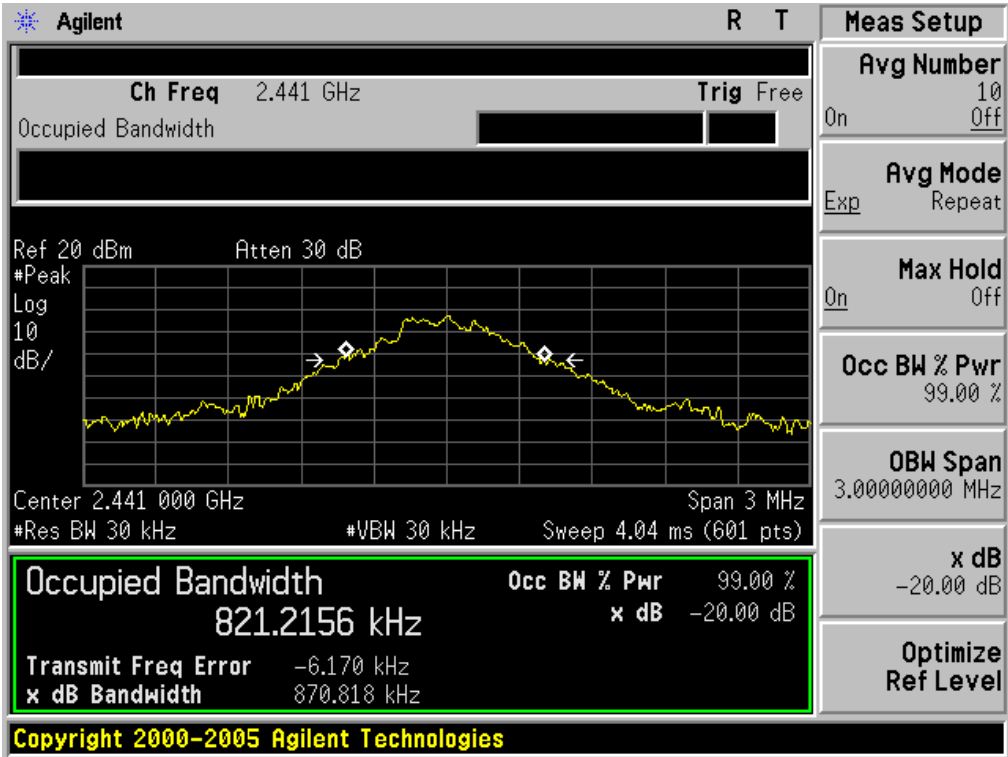 Agilent R T
Ch Freq 2.441 GHz Trig Free
Occupied Bandwidth
Ref 20 dBm Atten 30 dB
#Peak
Log
10
dB/
Center 2.441 000 GHz Span 3 MHz
#Res BW 30 kHz #VBW 30 kHz Sweep 4.04 ms (601 pts)
Occupied Bandwidth
821.2156 kHz
Occ BW % Pwr 99.00 %
x dB -20.00 dB
Transmit Freq Error -6.170 kHz
x dB Bandwidth 870.818 kHz
Copyright 2000-2005 Agilent Technologies
Meas Setup
Avg Number
10
On Off
Avg Mode
Exp Repeat
Max Hold
On Off
Occ BW % Pwr
99.00 %
OBW Span
3.00000000 MHz
x dB
-20.00 dB
Optimize
Ref Level